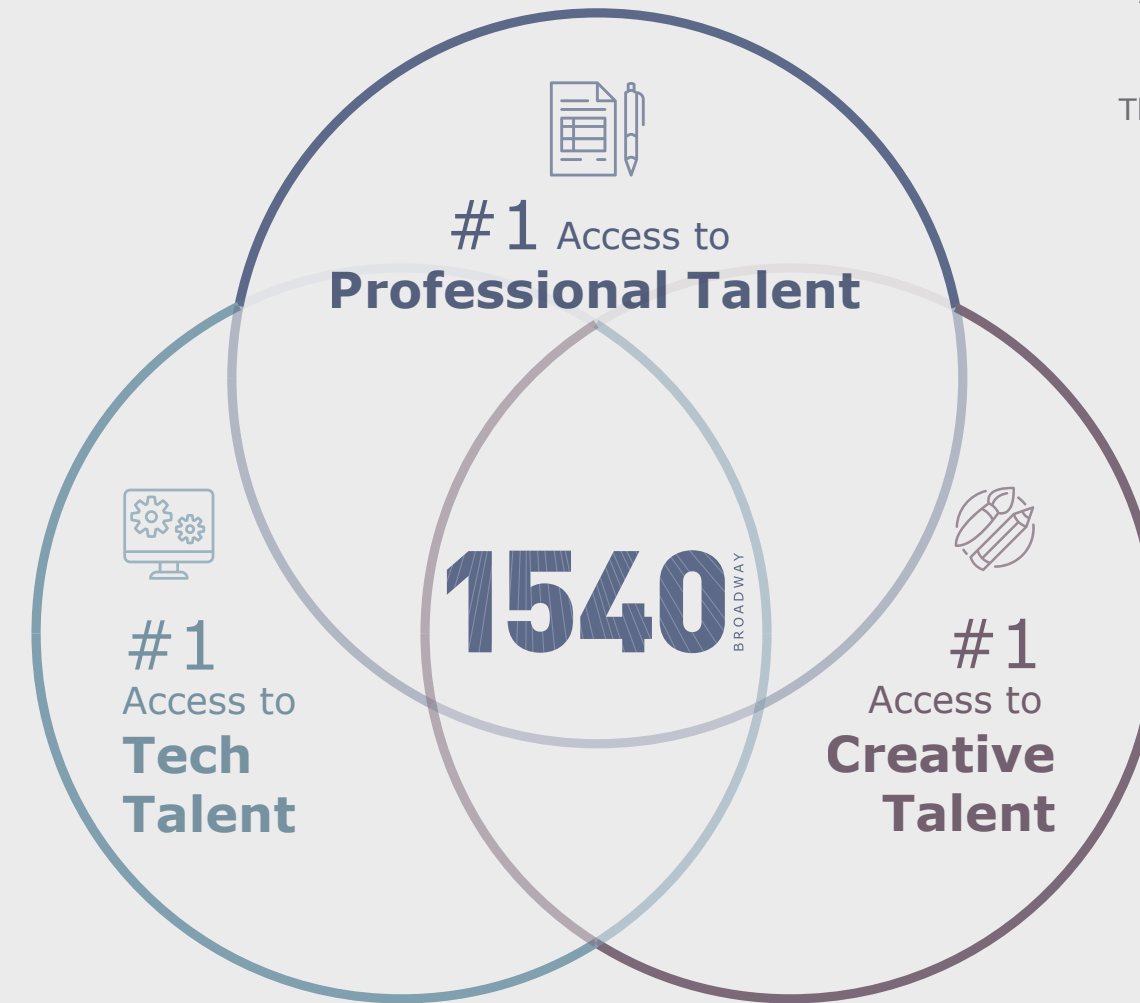 #1 Access to
Professional Talent
1540
BROADWAY
#1
Access to
Tech
Talent
#1
Access to
Creative
Talent